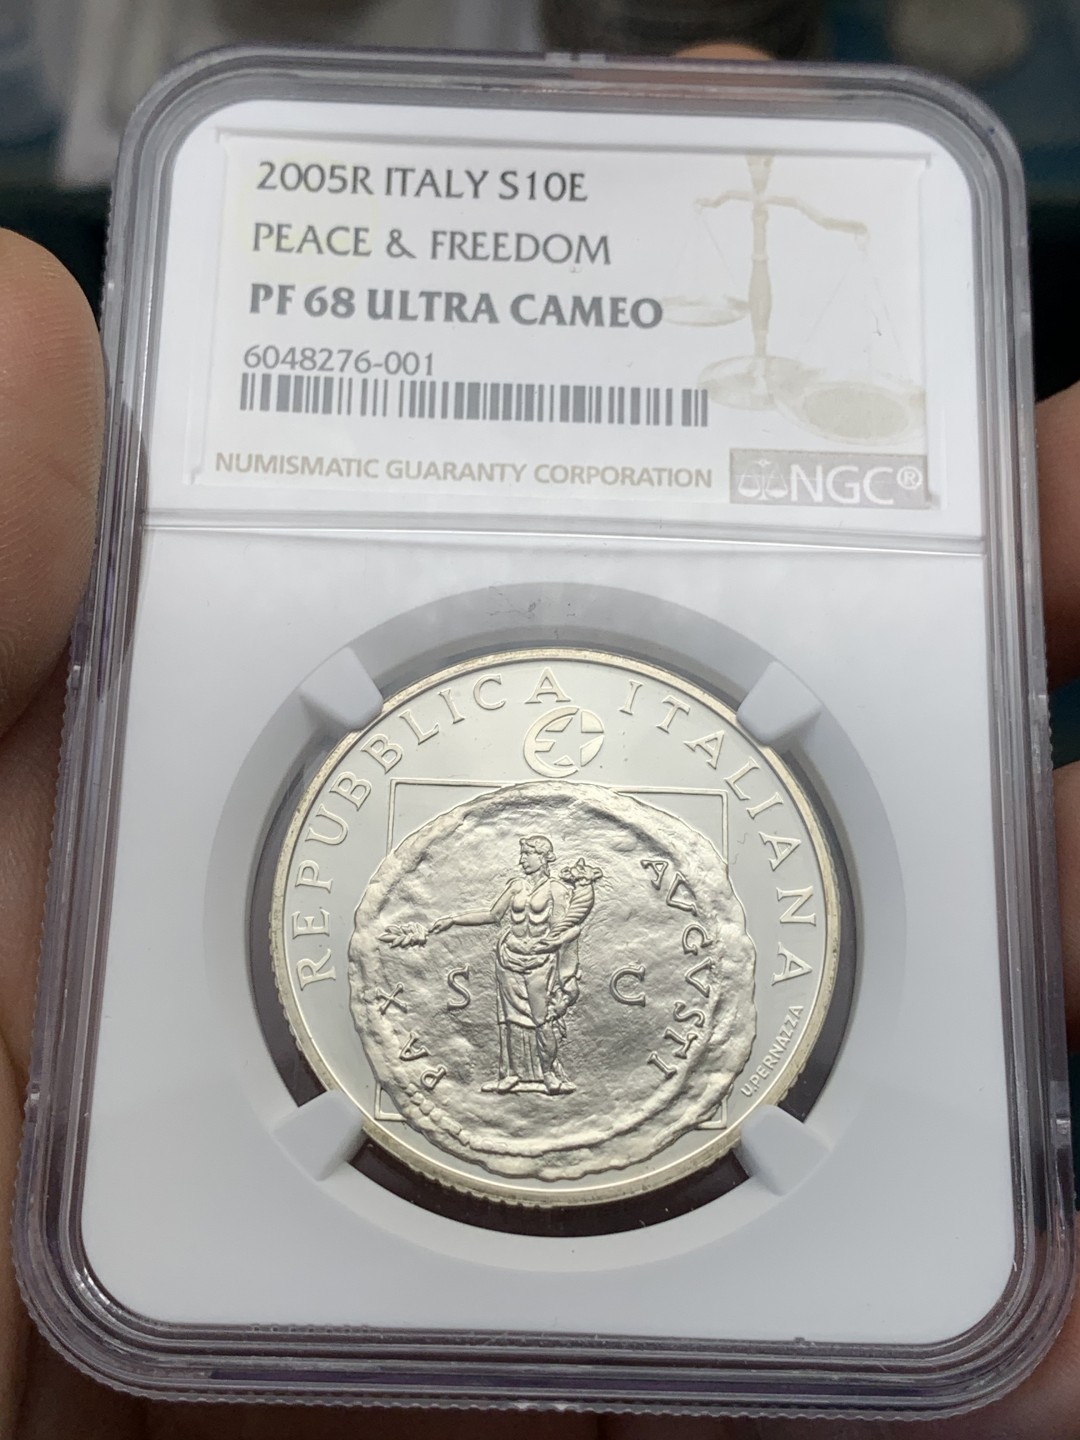 2005R ITALY S10E
PEACE & FREEDOM
PF 68 ULTRA CAMEO
6048276-001
NUMISMATIC GUARANTY CORPORATION
NGC®
REPUBBLICA ITALIANA
PAX AVGVSTI
S C
U.PERNAZZA